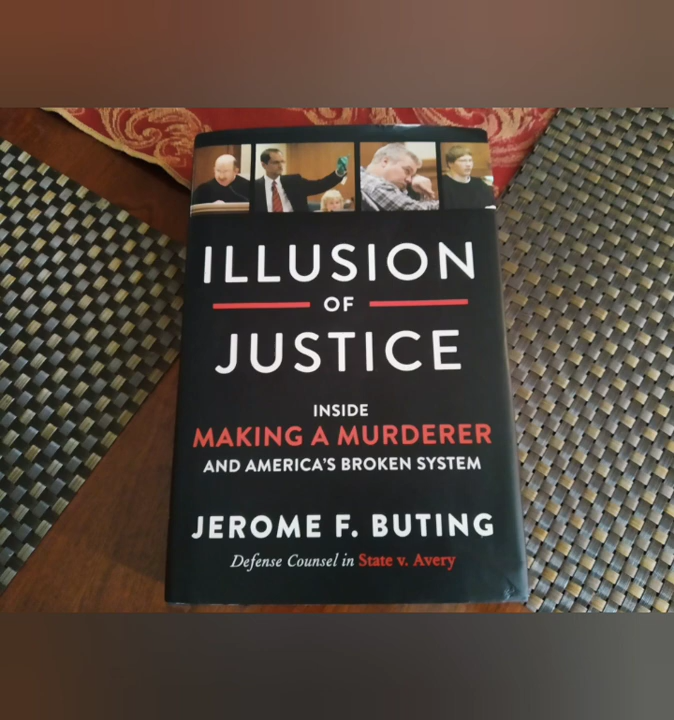 ILLUSION
OF
JUSTICE
INSIDE
MAKING A MURDERER
AND AMERICA'S BROKEN SYSTEM
JEROME F. BUTING
Defense Counsel in State v. Avery